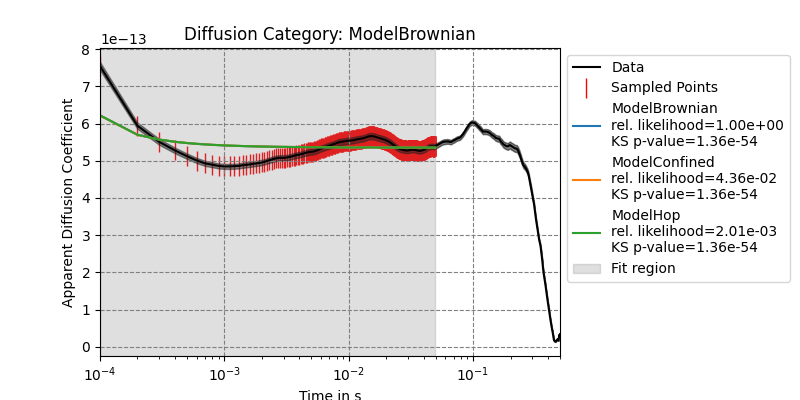 Diffusion Category: ModelBrownian
1e−13
8
7
6
5
4
3
2
1
0
Apparent Diffusion Coefficient
10⁻⁴
10⁻³
10⁻²
10⁻¹
Time in s
Data
Sampled Points
ModelBrownian
rel. likelihood=1.00e+00
KS p-value=1.36e-54
ModelConfined
rel. likelihood=4.36e-02
KS p-value=1.36e-54
ModelHop
rel. likelihood=2.01e-03
KS p-value=1.36e-54
Fit region